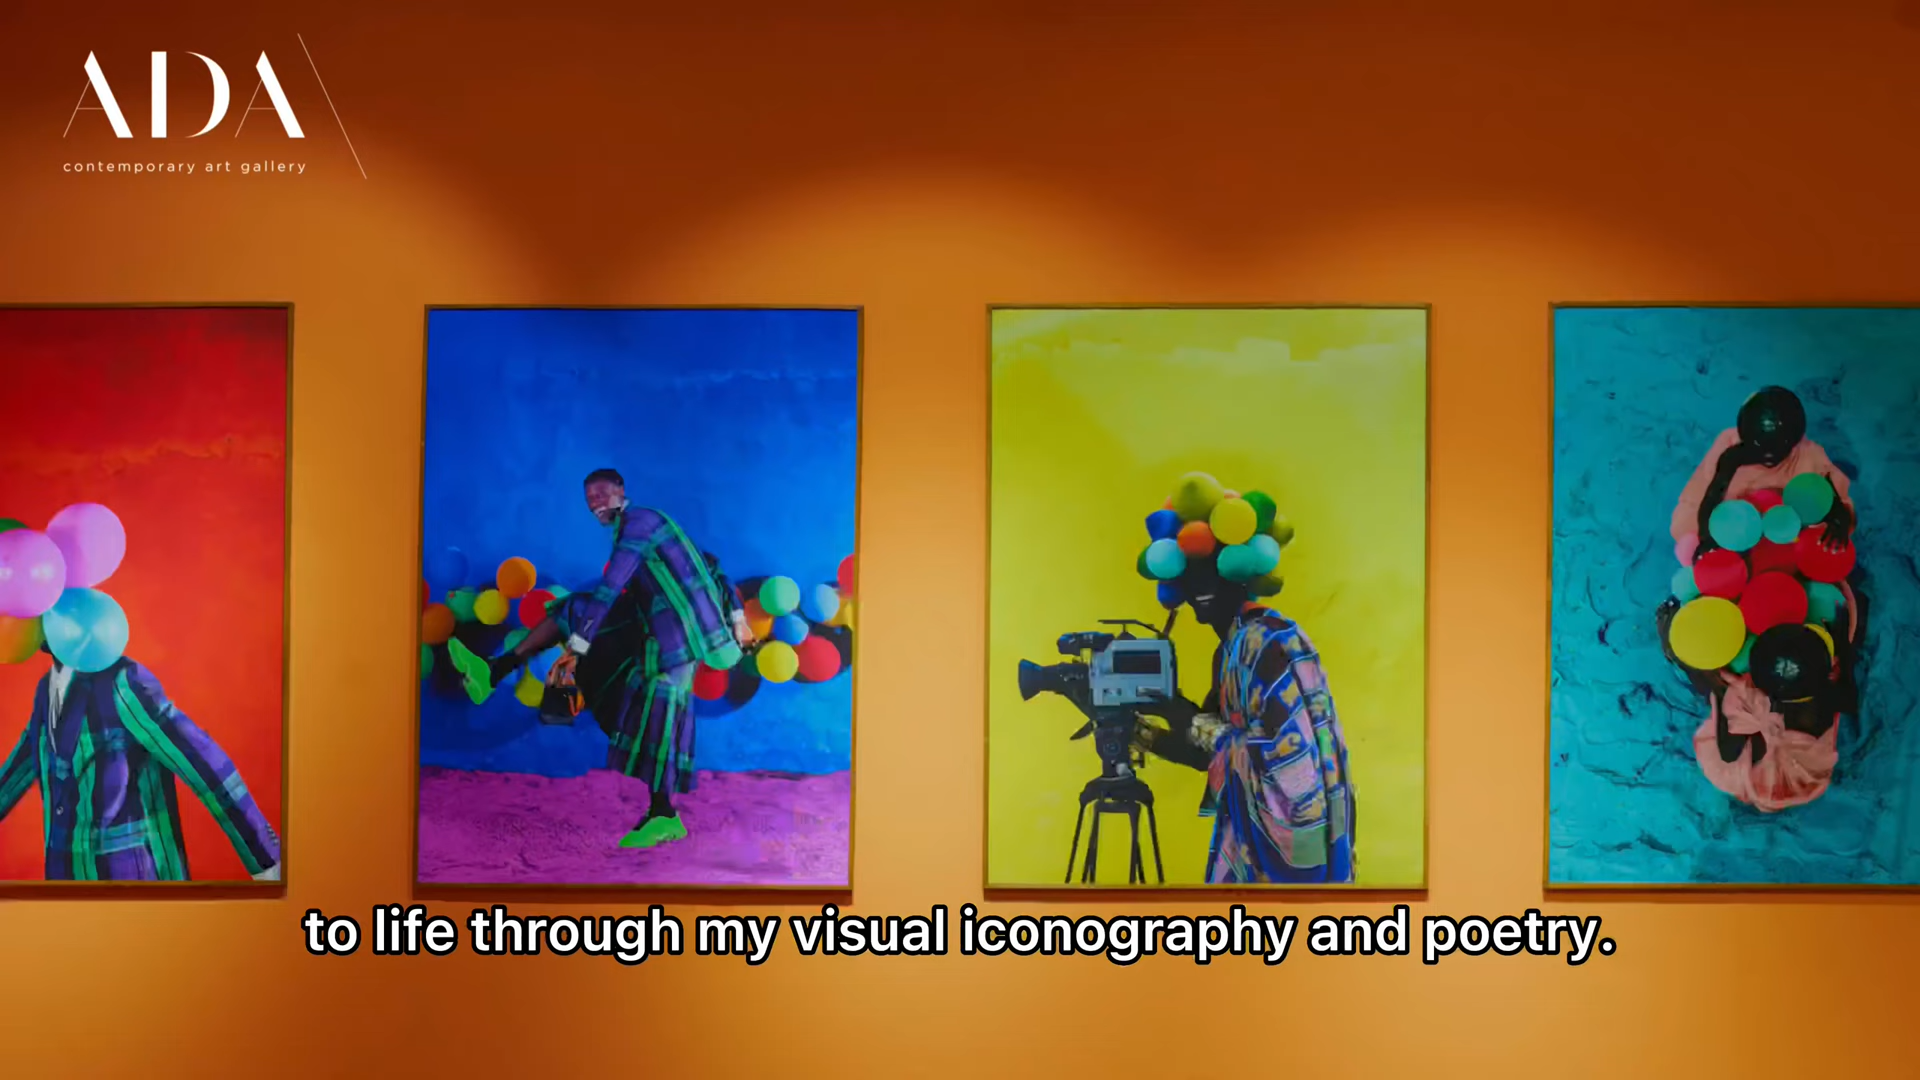 ADA
contemporary art gallery
to life through my visual iconography and poetry.